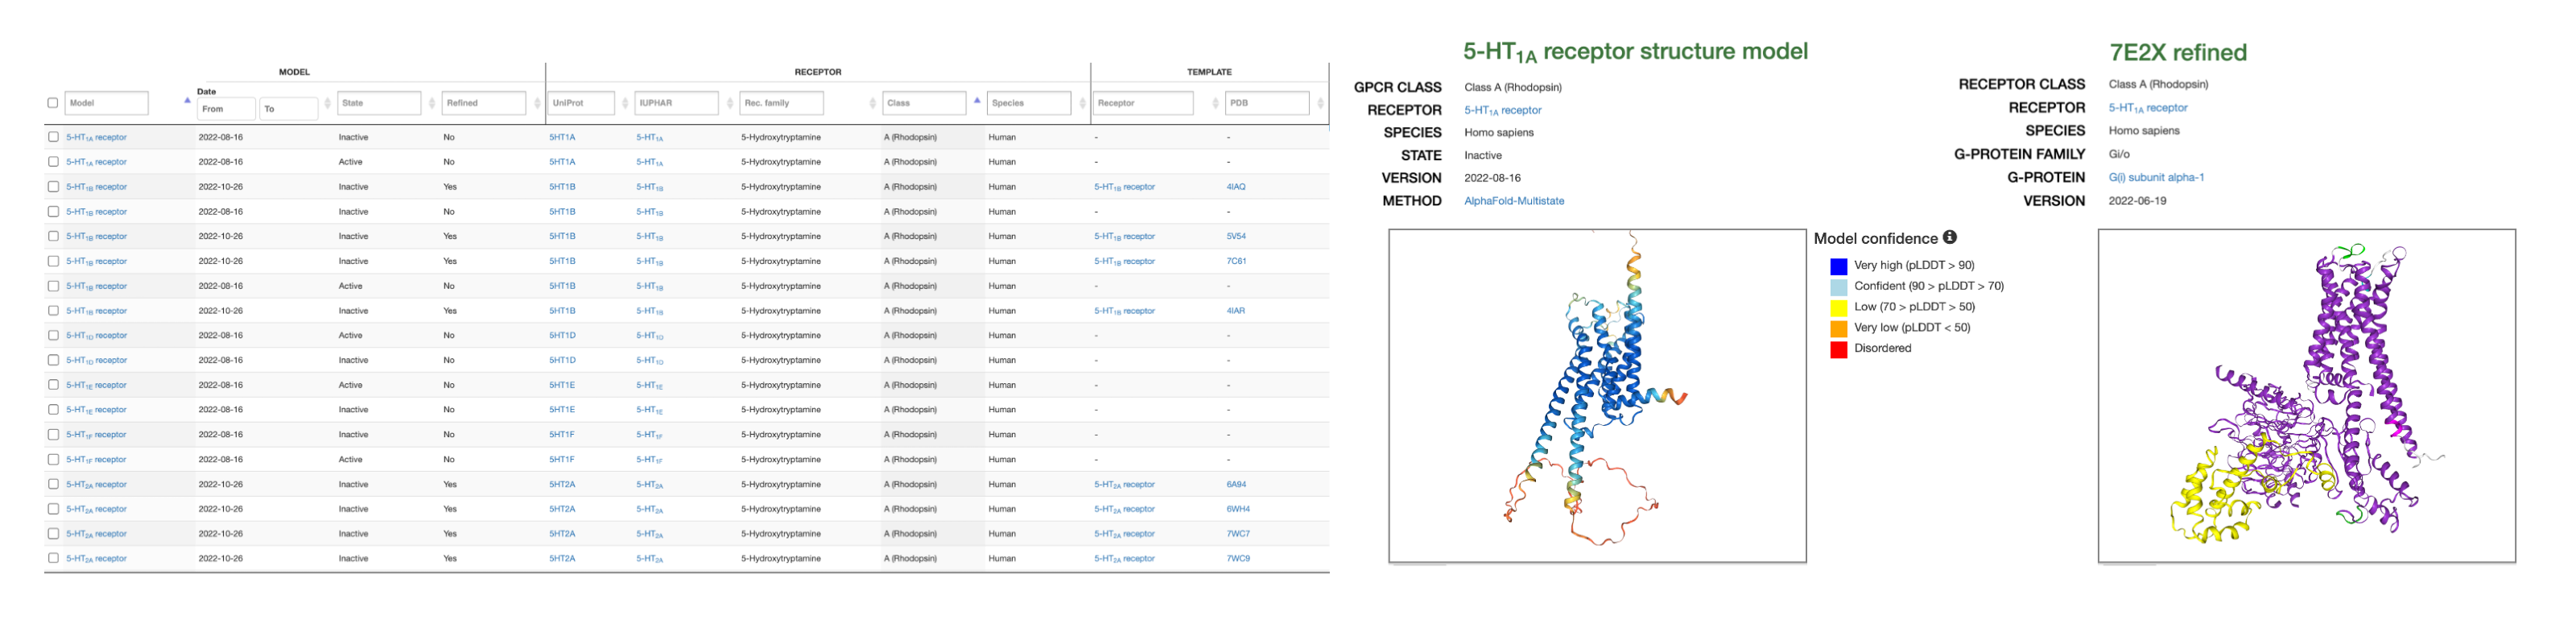 MODEL RECEPTOR TEMPLATE
Date
Model From To State Refined UniProt IUPHAR Rec. family Class Species Receptor PDB
5-HT1A receptor 2022-08-16 Inactive No 5HT1A 5-HT1A 5-Hydroxytryptamine A (Rhodopsin) Human - -
5-HT1A receptor 2022-08-16 Active No 5HT1A 5-HT1A 5-Hydroxytryptamine A (Rhodopsin) Human - -
5-HT1B receptor 2022-10-26 Inactive Yes 5HT1B 5-HT1B 5-Hydroxytryptamine A (Rhodopsin) Human 5-HT1B receptor 4IAQ
5-HT1B receptor 2022-08-16 Inactive No 5HT1B 5-HT1B 5-Hydroxytryptamine A (Rhodopsin) Human - -
5-HT1B receptor 2022-10-26 Inactive Yes 5HT1B 5-HT1B 5-Hydroxytryptamine A (Rhodopsin) Human 5-HT1B receptor 5V54
5-HT1B receptor 2022-10-26 Inactive Yes 5HT1B 5-HT1B 5-Hydroxytryptamine A (Rhodopsin) Human 5-HT1B receptor 7C61
5-HT1B receptor 2022-08-16 Active No 5HT1B 5-HT1B 5-Hydroxytryptamine A (Rhodopsin) Human - -
5-HT1B receptor 2022-10-26 Inactive Yes 5HT1B 5-HT1B 5-Hydroxytryptamine A (Rhodopsin) Human 5-HT1B receptor 4IAR
5-HT1D receptor 2022-08-16 Active No 5HT1D 5-HT1D 5-Hydroxytryptamine A (Rhodopsin) Human - -
5-HT1D receptor 2022-08-16 Inactive No 5HT1D 5-HT1D 5-Hydroxytryptamine A (Rhodopsin) Human - -
5-HT1E receptor 2022-08-16 Active No 5HT1E 5-HT1E 5-Hydroxytryptamine A (Rhodopsin) Human - -
5-HT1E receptor 2022-08-16 Inactive No 5HT1E 5-HT1E 5-Hydroxytryptamine A (Rhodopsin) Human - -
5-HT1F receptor 2022-08-16 Inactive No 5HT1F 5-HT1F 5-Hydroxytryptamine A (Rhodopsin) Human - -
5-HT1F receptor 2022-08-16 Active No 5HT1F 5-HT1F 5-Hydroxytryptamine A (Rhodopsin) Human - -
5-HT2A receptor 2022-10-26 Inactive Yes 5HT2A 5-HT2A 5-Hydroxytryptamine A (Rhodopsin) Human 5-HT2A receptor 6A94
5-HT2A receptor 2022-10-26 Inactive Yes 5HT2A 5-HT2A 5-Hydroxytryptamine A (Rhodopsin) Human 5-HT2A receptor 6WH4
5-HT2A receptor 2022-10-26 Inactive Yes 5HT2A 5-HT2A 5-Hydroxytryptamine A (Rhodopsin) Human 5-HT2A receptor 7WC7
5-HT2A receptor 2022-10-26 Inactive Yes 5HT2A 5-HT2A 5-Hydroxytryptamine A (Rhodopsin) Human 5-HT2A receptor 7WC9
5-HT1A receptor structure model
GPCR CLASS Class A (Rhodopsin)
RECEPTOR 5-HT1A receptor
SPECIES Homo sapiens
STATE Inactive
VERSION 2022-08-16
METHOD AlphaFold-Multistate
Model confidence
Very high (pLDDT > 90)
Confident (90 > pLDDT > 70)
Low (70 > pLDDT > 50)
Very low (pLDDT < 50)
Disordered
7E2X refined
RECEPTOR CLASS Class A (Rhodopsin)
RECEPTOR 5-HT1A receptor
SPECIES Homo sapiens
G-PROTEIN FAMILY Gi/o
G-PROTEIN G(i) subunit alpha-1
VERSION 2022-06-19